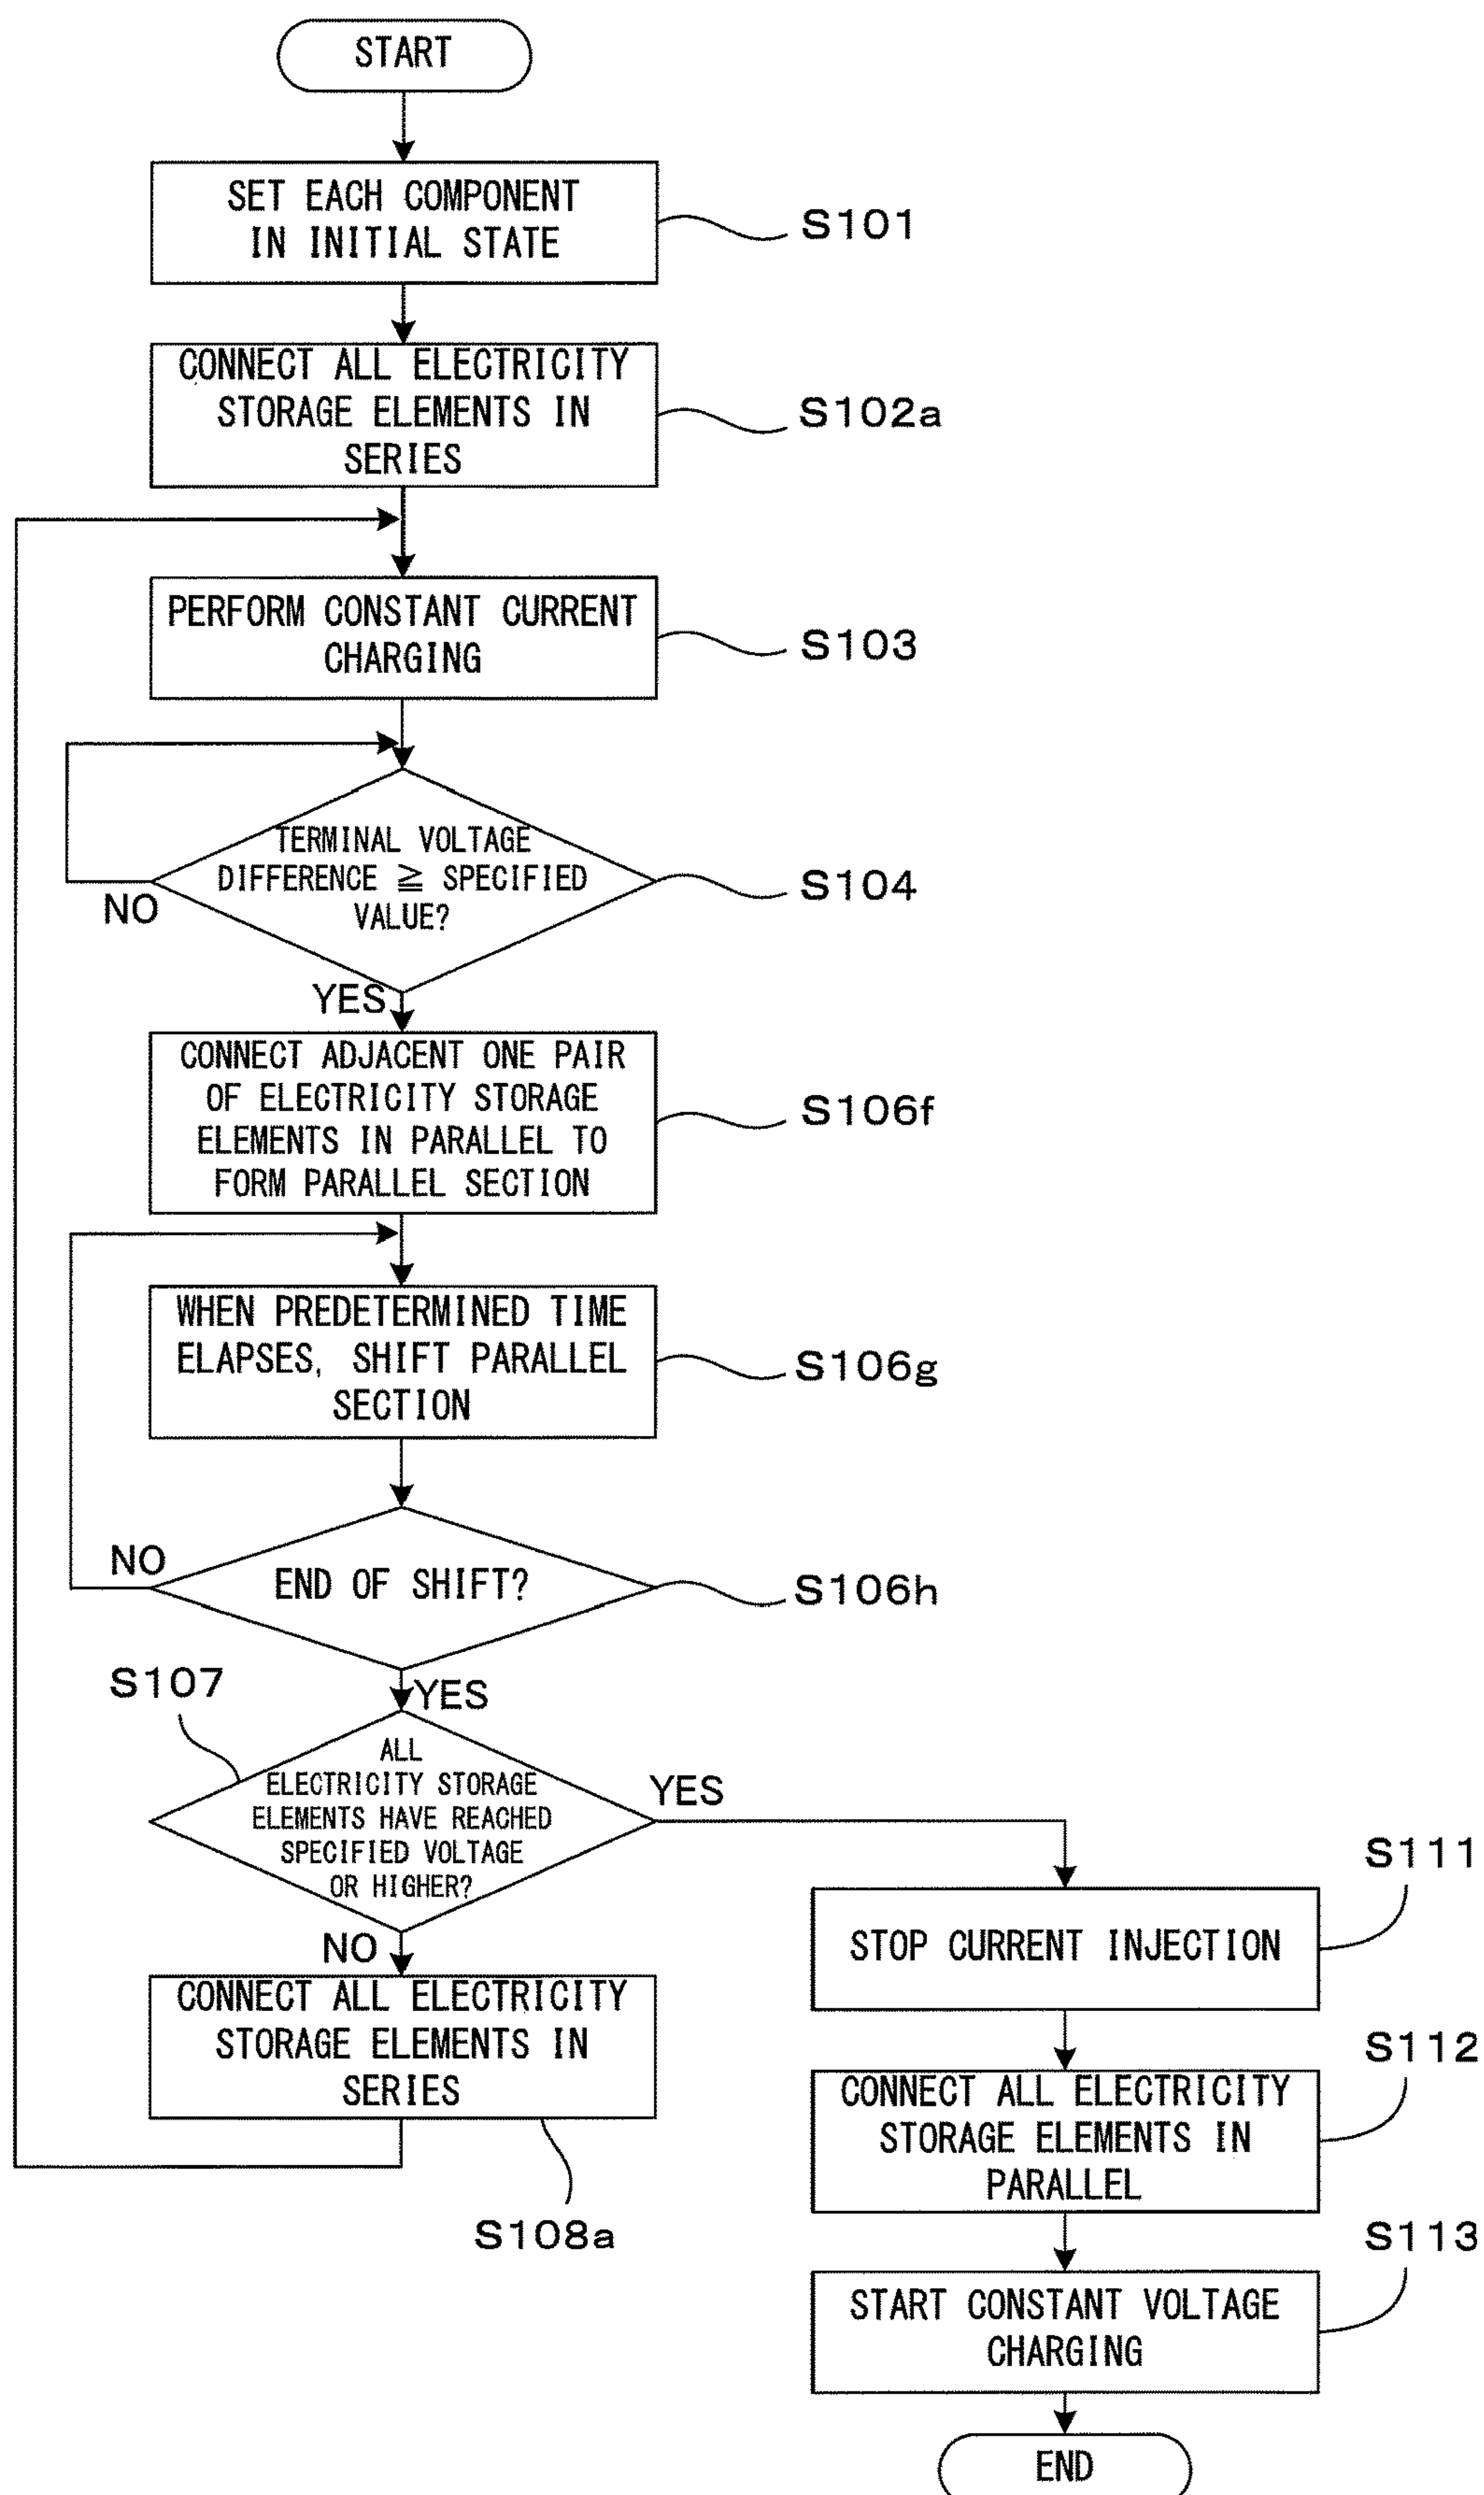 START
SET EACH COMPONENT
IN INITIAL STATE
S101
CONNECT ALL ELECTRICITY
STORAGE ELEMENTS IN
SERIES
S102a
PERFORM CONSTANT CURRENT
CHARGING
S103
TERMINAL VOLTAGE
DIFFERENCE ≧ SPECIFIED
VALUE?
S104
NO
YES
CONNECT ADJACENT ONE PAIR
OF ELECTRICITY STORAGE
ELEMENTS IN PARALLEL TO
FORM PARALLEL SECTION
S106f
WHEN PREDETERMINED TIME
ELAPSES, SHIFT PARALLEL
SECTION
S106g
NO
END OF SHIFT?
S106h
YES
S107
ALL
ELECTRICITY STORAGE
ELEMENTS HAVE REACHED
SPECIFIED VOLTAGE
OR HIGHER?
YES
NO
CONNECT ALL ELECTRICITY
STORAGE ELEMENTS IN
SERIES
S108a
S111
STOP CURRENT INJECTION
S112
CONNECT ALL ELECTRICITY
STORAGE ELEMENTS IN
PARALLEL
S113
START CONSTANT VOLTAGE
CHARGING
END